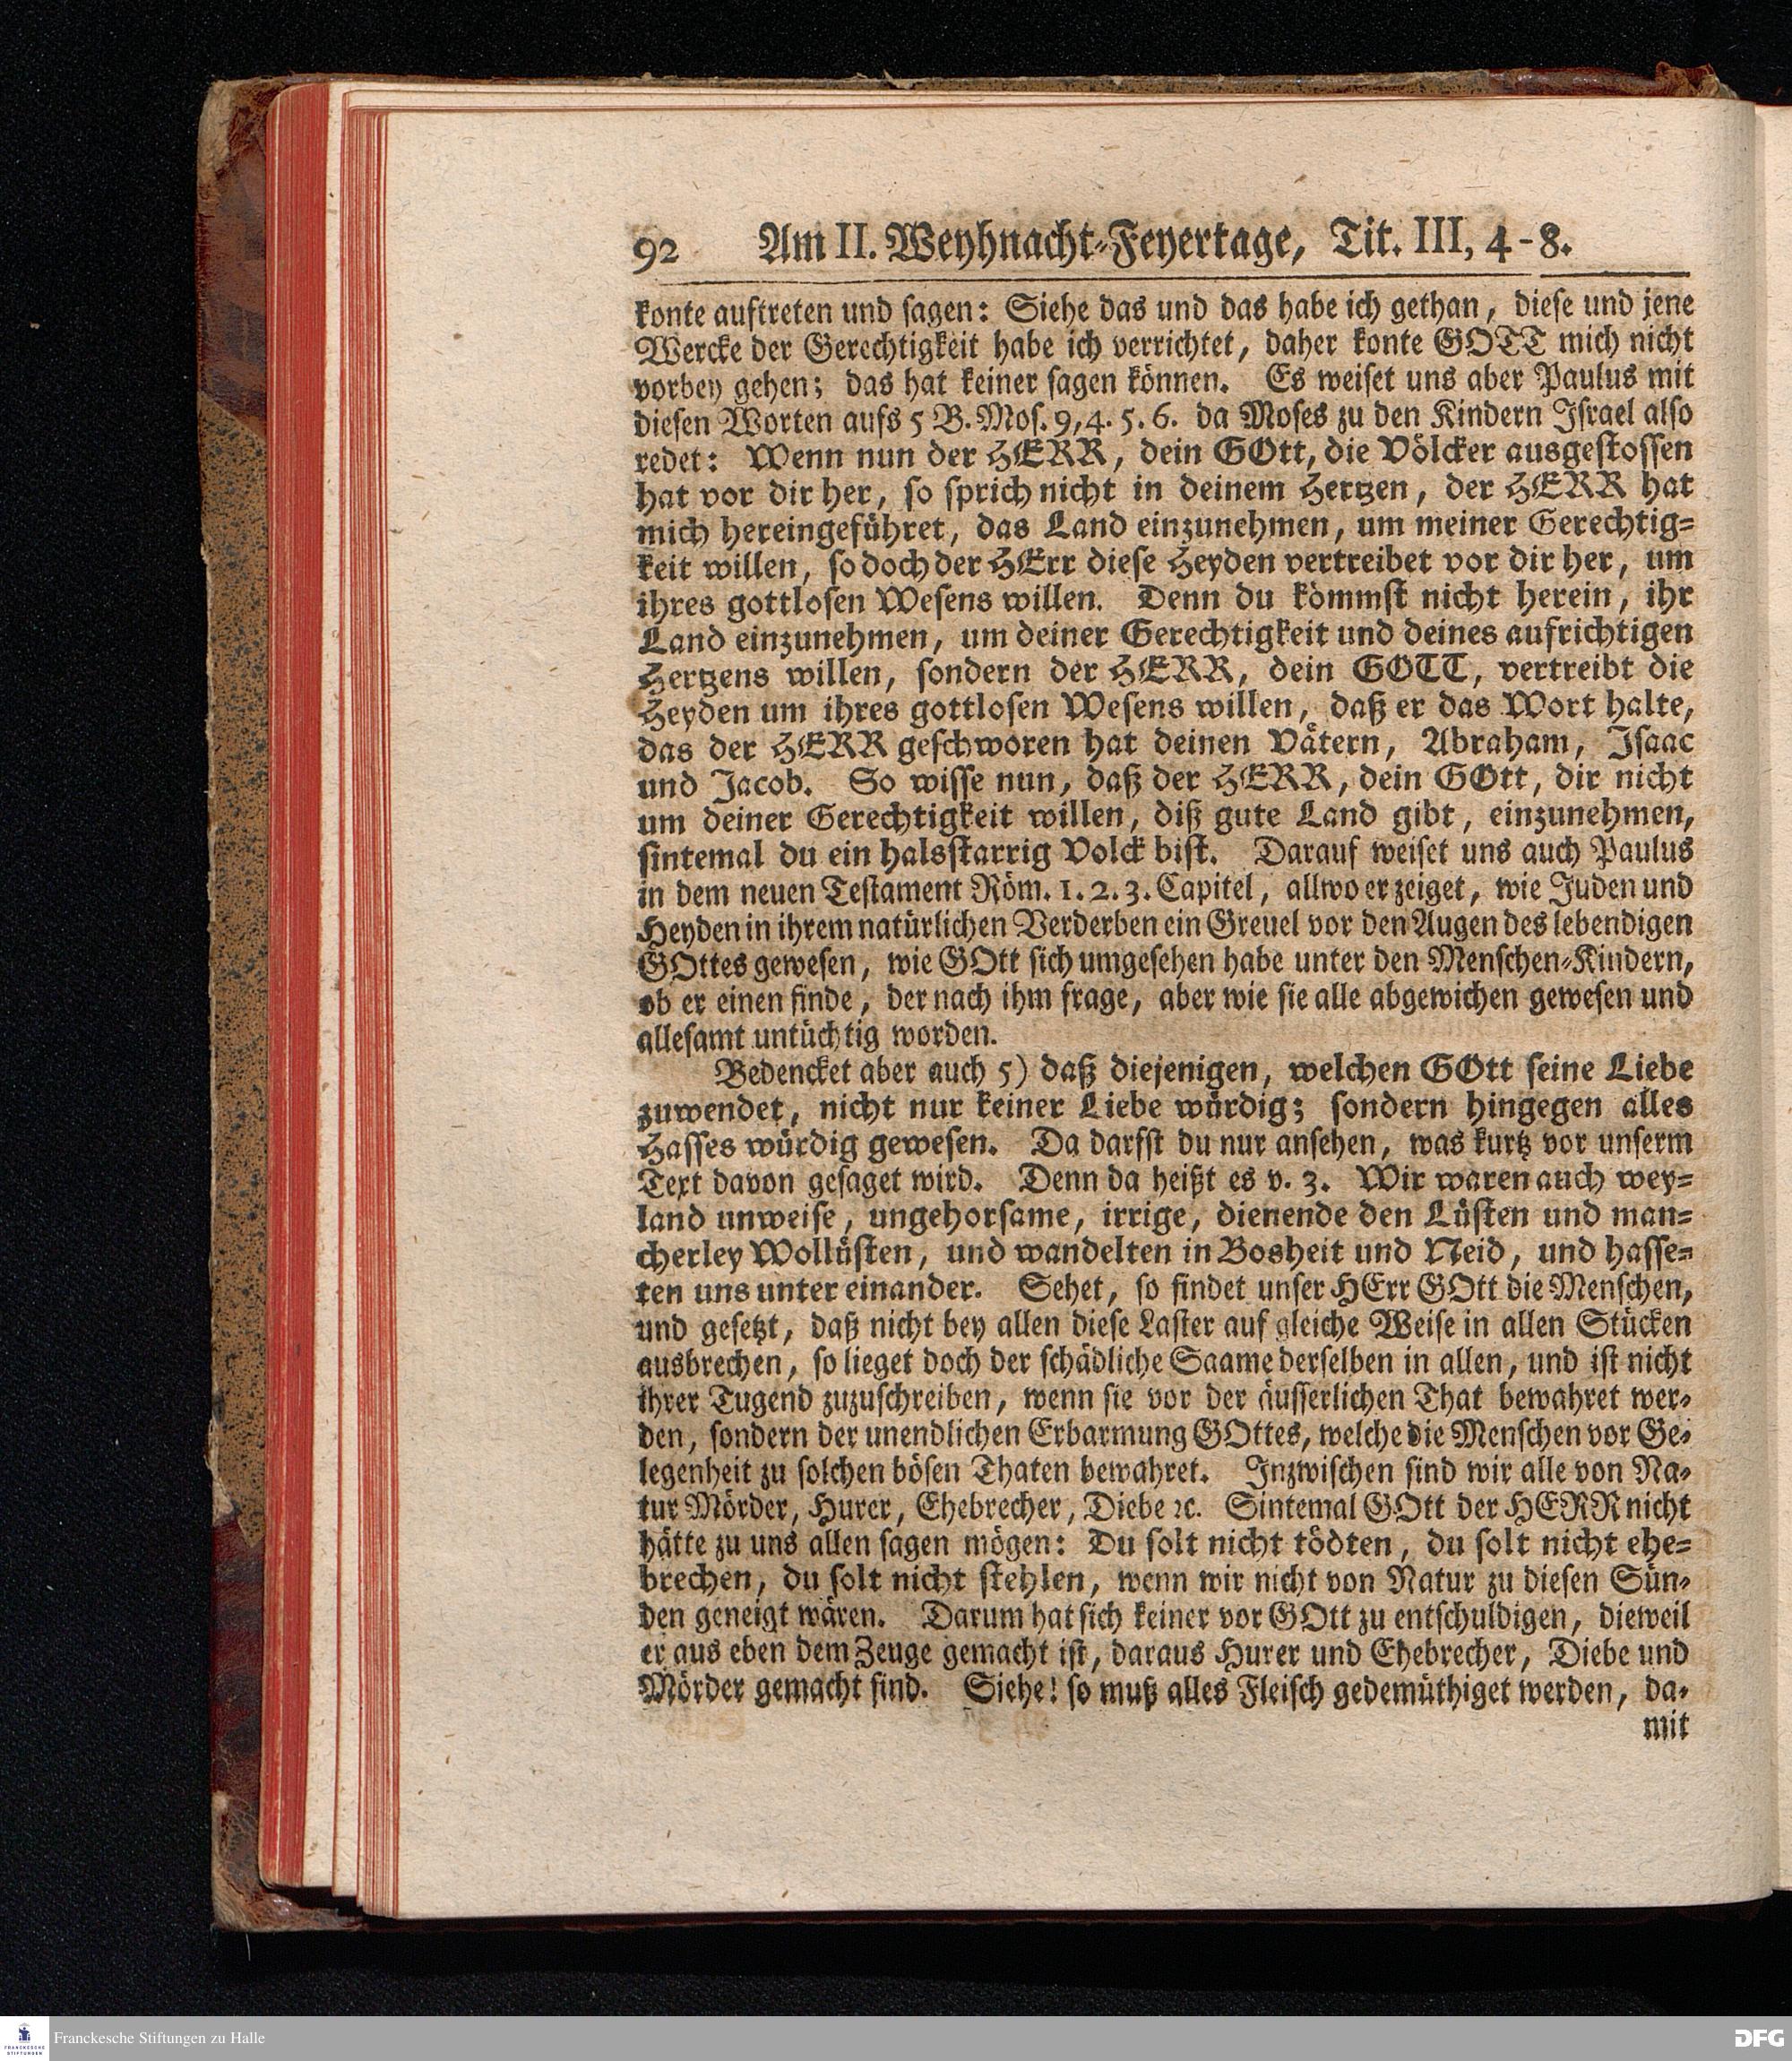 92 Am II. Weyhnacht-Feyertage, Tit. III, 4-8.
konte auftreten und sagen: Siehe das und das habe ich gethan, diese und jene
Wercke der Gerechtigkeit habe ich verrichtet, daher konte GOTT mich nicht
vorbey gehen; das hat keiner sagen können. Es weiset uns aber Paulus mit
diesen Worten aufs 5 B. Mos. 9, 4. 5. 6. da Moses zu den Kindern Israel also
redet: Wenn nun der HERR, dein GOtt, die Völcker ausgestossen
hat vor dir her, so sprich nicht in deinem Hertzen, der HERR hat
mich hereingeführet, das Land einzunehmen, um meiner Gerechtig-
keit willen, so doch der HErr diese Heyden vertreibet vor dir her, um
ihres gottlosen Wesens willen. Denn du kömmst nicht herein, ihr
Land einzunehmen, um deiner Gerechtigkeit und deines aufrichtigen
Hertzens willen, sondern der HERR, dein GOTT, vertreibt die
Heyden um ihres gottlosen Wesens willen, daß er das Wort halte,
das der HERR geschworen hat deinen Vätern, Abraham, Isaac
und Jacob. So wisse nun, daß der HERR, dein GOtt, dir nicht
um deiner Gerechtigkeit willen, diß gute Land gibt, einzunehmen,
sintemal du ein halsstarrig Volck bist. Darauf weiset uns auch Paulus
in dem neuen Testament Röm. 1. 2. 3. Capitel, allwo er zeiget, wie Juden und
Heyden in ihrem natürlichen Verderben ein Greuel vor den Augen des lebendigen
GOttes gewesen, wie GOtt sich umgesehen habe unter den Menschen-Kindern,
ob er einen finde, der nach ihm frage, aber wie sie alle abgewichen gewesen und
allesamt untüchtig worden.
Bedencket aber auch 5) daß diejenigen, welchen GOtt seine Liebe
zuwendet, nicht nur keiner Liebe würdig; sondern hingegen alles
Hasses würdig gewesen. Da darfst du nur ansehen, was kurtz vor unserm
Text davon gesaget wird. Denn da heißt es v. 3. Wir waren auch wey-
land unweise, ungehorsame, irrige, dienende den Lüsten und man-
cherley Wollüsten, und wandelten in Bosheit und Neid, und hasse-
ten uns unter einander. Sehet, so findet unser HErr GOtt die Menschen,
und gesetzt, daß nicht bey allen diese Laster auf gleiche Weise in allen Stücken
ausbrechen, so lieget doch der schädliche Saame derselben in allen, und ist nicht
ihrer Tugend zuzuschreiben, wenn sie vor der äusserlichen That bewahret wer-
den, sondern der unendlichen Erbarmung GOttes, welche die Menschen vor Ge-
legenheit zu solchen bösen Thaten bewahret. Inzwischen sind wir alle von Na-
tur Mörder, Hurer, Ehebrecher, Diebe ꝛc. Sintemal GOtt der HERR nicht
hätte zu uns allen sagen mögen: Du solt nicht tödten, du solt nicht ehe-
brechen, du solt nicht stehlen, wenn wir nicht von Natur zu diesen Sün-
den geneigt wären. Darum hat sich keiner vor GOtt zu entschuldigen, dieweil
er aus eben dem Zeuge gemacht ist, daraus Hurer und Ehebrecher, Diebe und
Mörder gemacht sind. Siehe! so muß alles Fleisch gedemüthiget werden, da-
mit
FRANCKESCHE STIFTUNGEN
Franckesche Stiftungen zu Halle
DFG